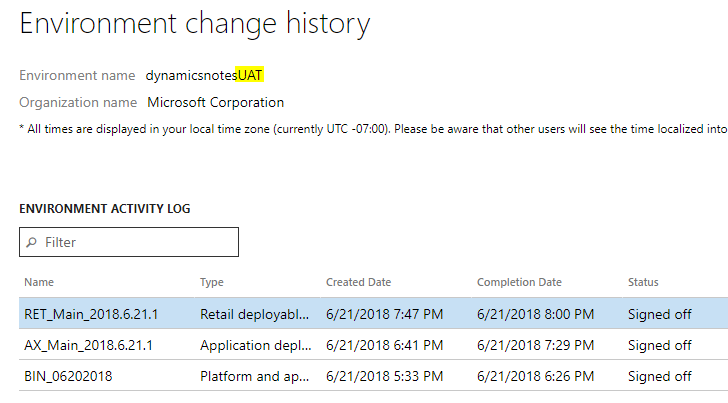 Environment change history
Environment name dynamicsnotesUAT
Organization name Microsoft Corporation
* All times are displayed in your local time zone (currently UTC -07:00). Please be aware that other users will see the time localized into
ENVIRONMENT ACTIVITY LOG
Filter
Name Type Created Date Completion Date Status
RET_Main_2018.6.21.1 Retail deployabl... 6/21/2018 7:47 PM 6/21/2018 8:00 PM Signed off
AX_Main_2018.6.21.1 Application depl... 6/21/2018 6:41 PM 6/21/2018 7:29 PM Signed off
BIN_06202018 Platform and ap... 6/21/2018 5:33 PM 6/21/2018 6:26 PM Signed off